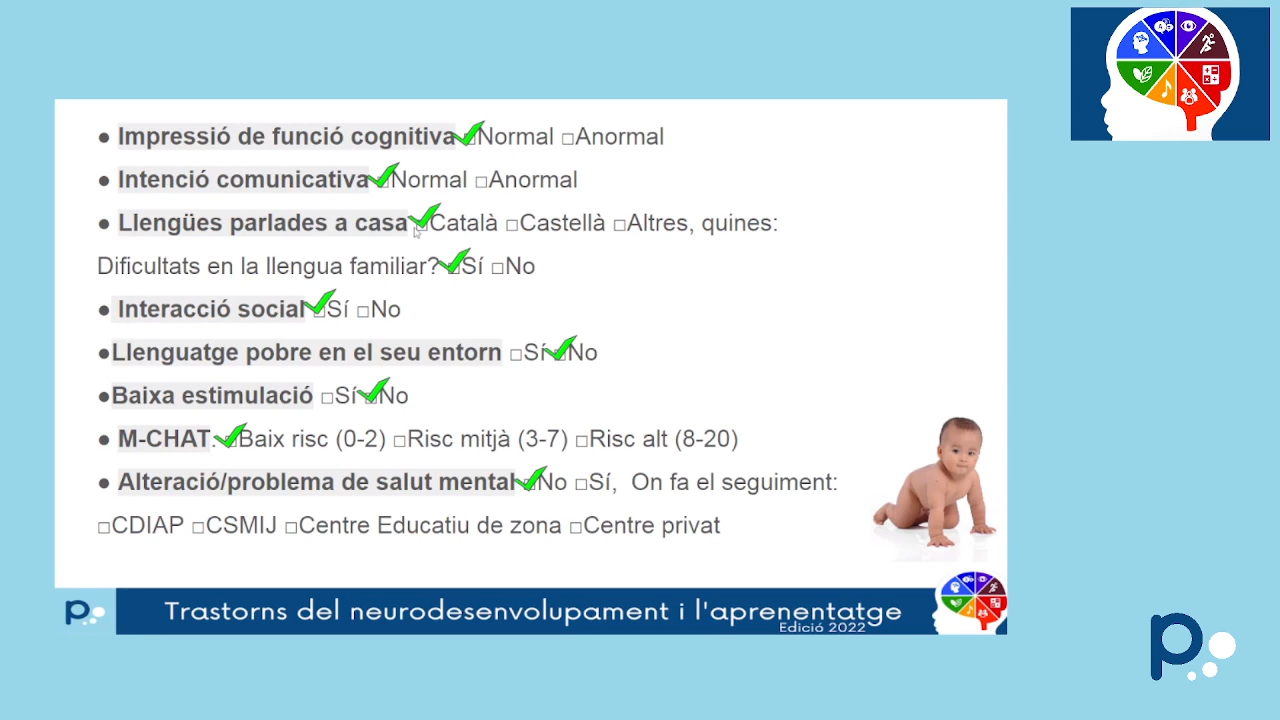 ● Impressió de funció cognitiva □Normal □Anormal
● Intenció comunicativa □Normal □Anormal
● Llengües parlades a casa □Català □Castellà □Altres, quines:
Dificultats en la llengua familiar? □Sí □No
● Interacció social □Sí □No
●Llenguatge pobre en el seu entorn □Sí □No
●Baixa estimulació □Sí □No
● M-CHAT: □Baix risc (0-2) □Risc mitjà (3-7) □Risc alt (8-20)
● Alteració/problema de salut mental □No □Sí, On fa el seguiment:
□CDIAP □CSMIJ □Centre Educatiu de zona □Centre privat
p
Trastorns del neurodesenvolupament i l'aprenentatge
Edició 2022
p